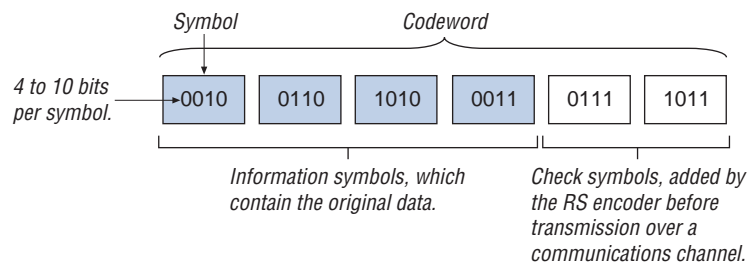 Symbol
Codeword
4 to 10 bits
per symbol.
0010 0110 1010 0011 0111 1011
Information symbols, which
contain the original data.
Check symbols, added by
the RS encoder before
transmission over a
communications channel.